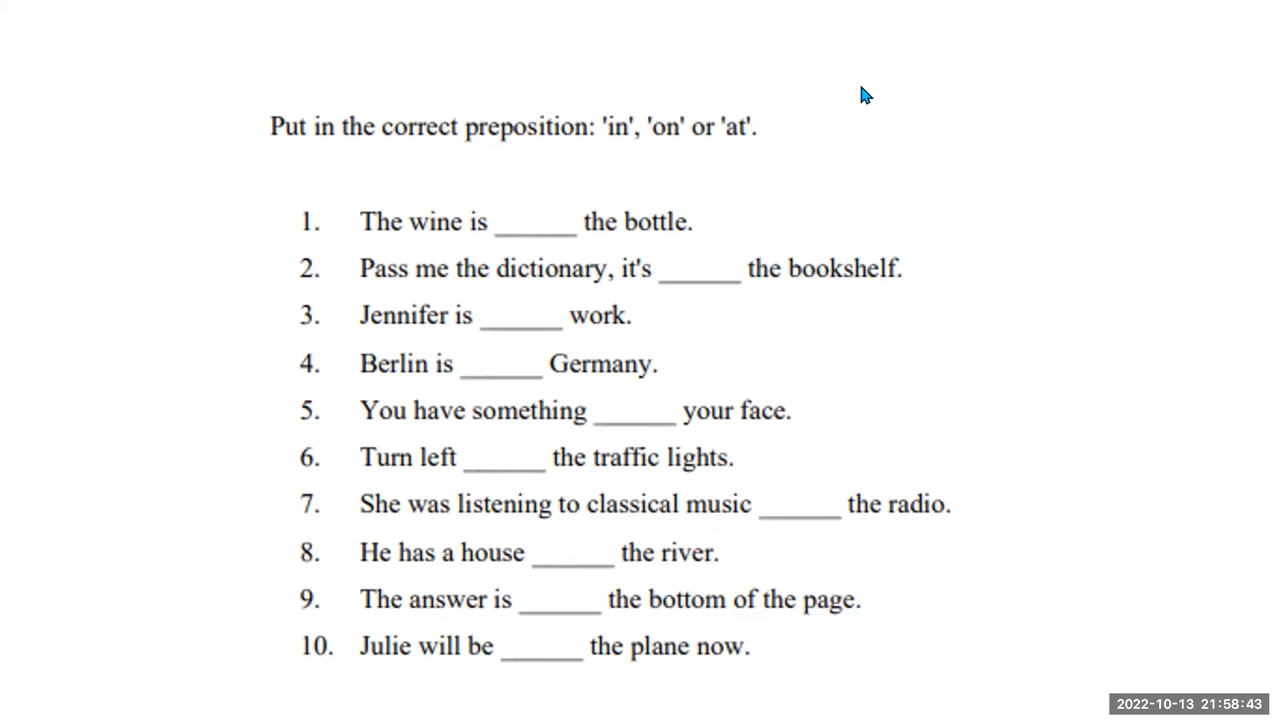 Put in the correct preposition: 'in', 'on' or 'at'.
1. The wine is ______ the bottle.
2. Pass me the dictionary, it's ______ the bookshelf.
3. Jennifer is ______ work.
4. Berlin is ______ Germany.
5. You have something ______ your face.
6. Turn left ______ the traffic lights.
7. She was listening to classical music ______ the radio.
8. He has a house ______ the river.
9. The answer is ______ the bottom of the page.
10. Julie will be ______ the plane now.
2022-10-13 21:58:43